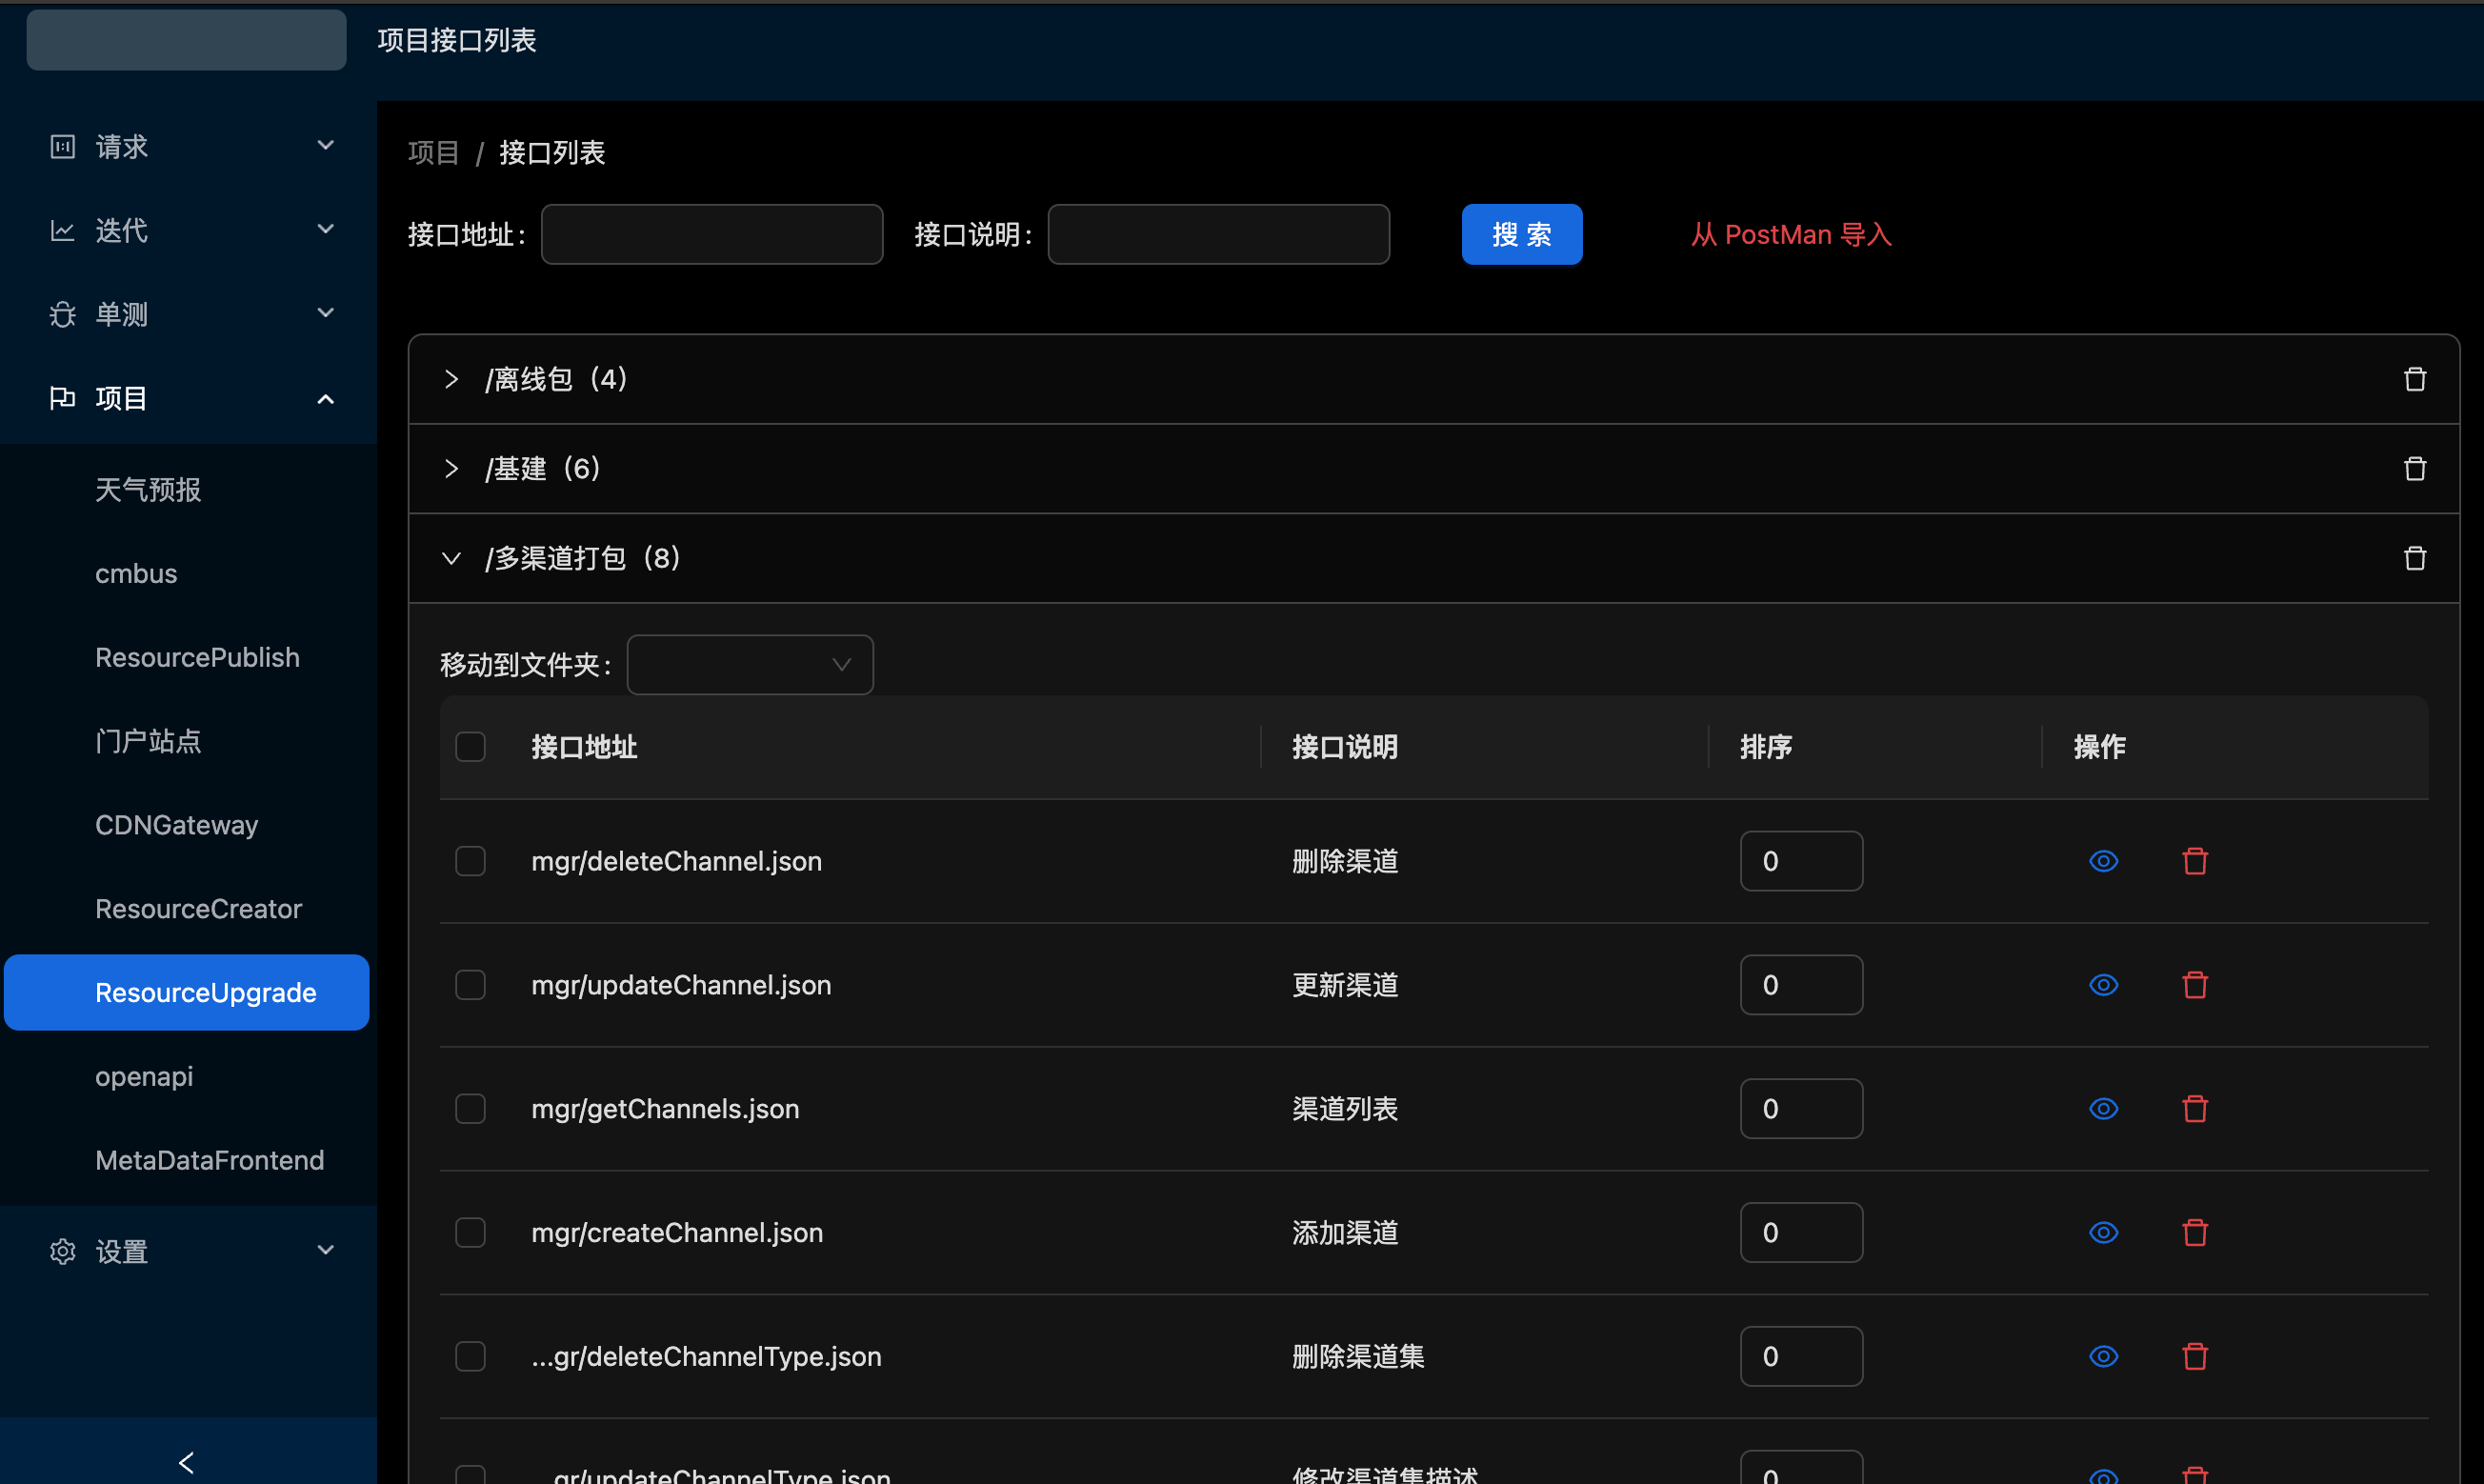 项目接口列表
请求
迭代
单测
项目
天气预报
cmbus
ResourcePublish
门户站点
CDNGateway
ResourceCreator
ResourceUpgrade
openapi
MetaDataFrontend
设置
项目 / 接口列表
接口地址: 接口说明: 搜 索 从 PostMan 导入
/离线包（4）
/基建（6）
/多渠道打包（8）
移动到文件夹:
接口地址 接口说明 排序 操作
mgr/deleteChannel.json 删除渠道 0
mgr/updateChannel.json 更新渠道 0
mgr/getChannels.json 渠道列表 0
mgr/createChannel.json 添加渠道 0
...gr/deleteChannelType.json 删除渠道集 0
...gr/updateChannelType.json 修改渠道集描述 0